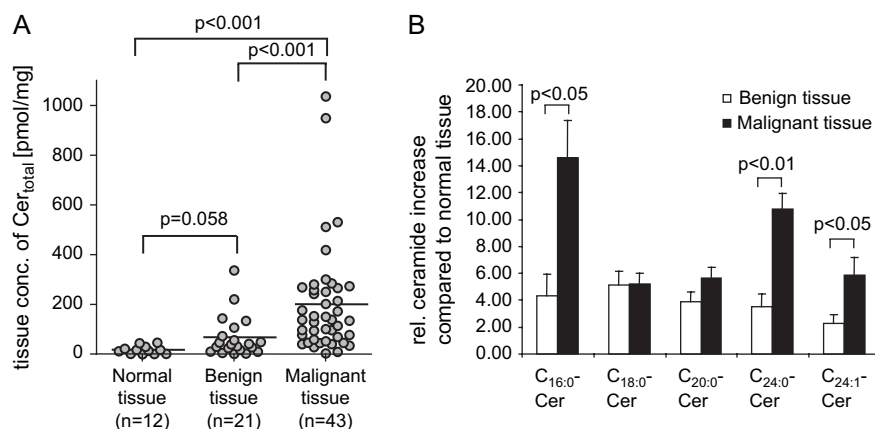 A
p<0.001
p<0.001
p=0.058
tissue conc. of Cer_total [pmol/mg]
1000
800
600
400
200
0
Normal tissue (n=12)
Benign tissue (n=21)
Malignant tissue (n=43)
B
rel. ceramide increase
compared to normal tissue
20.00
18.00
16.00
14.00
12.00
10.00
8.00
6.00
4.00
2.00
0.00
Benign tissue
Malignant tissue
p<0.05
p<0.01
p<0.05
C16:0-Cer
C18:0-Cer
C20:0-Cer
C24:0-Cer
C24:1-Cer